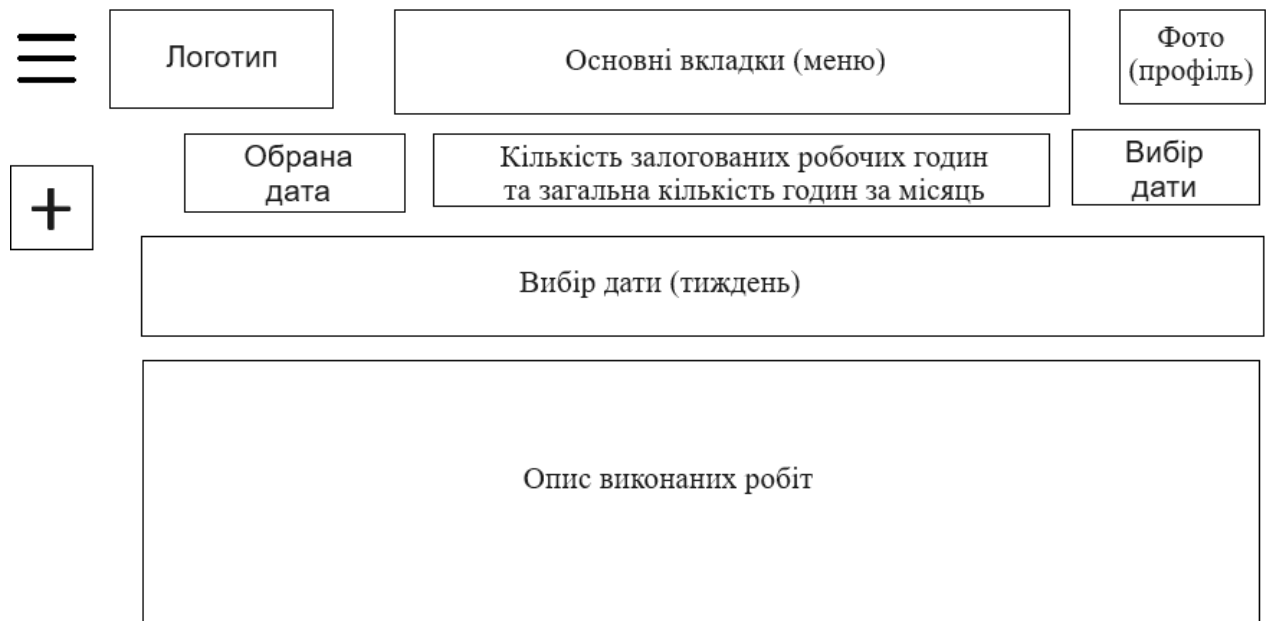 Логотип
Основні вкладки (меню)
Фото
(профіль)
Обрана
дата
Кількість залогованих робочих годин
та загальна кількість годин за місяць
Вибір
дати
+
Вибір дати (тиждень)
Опис виконаних робіт